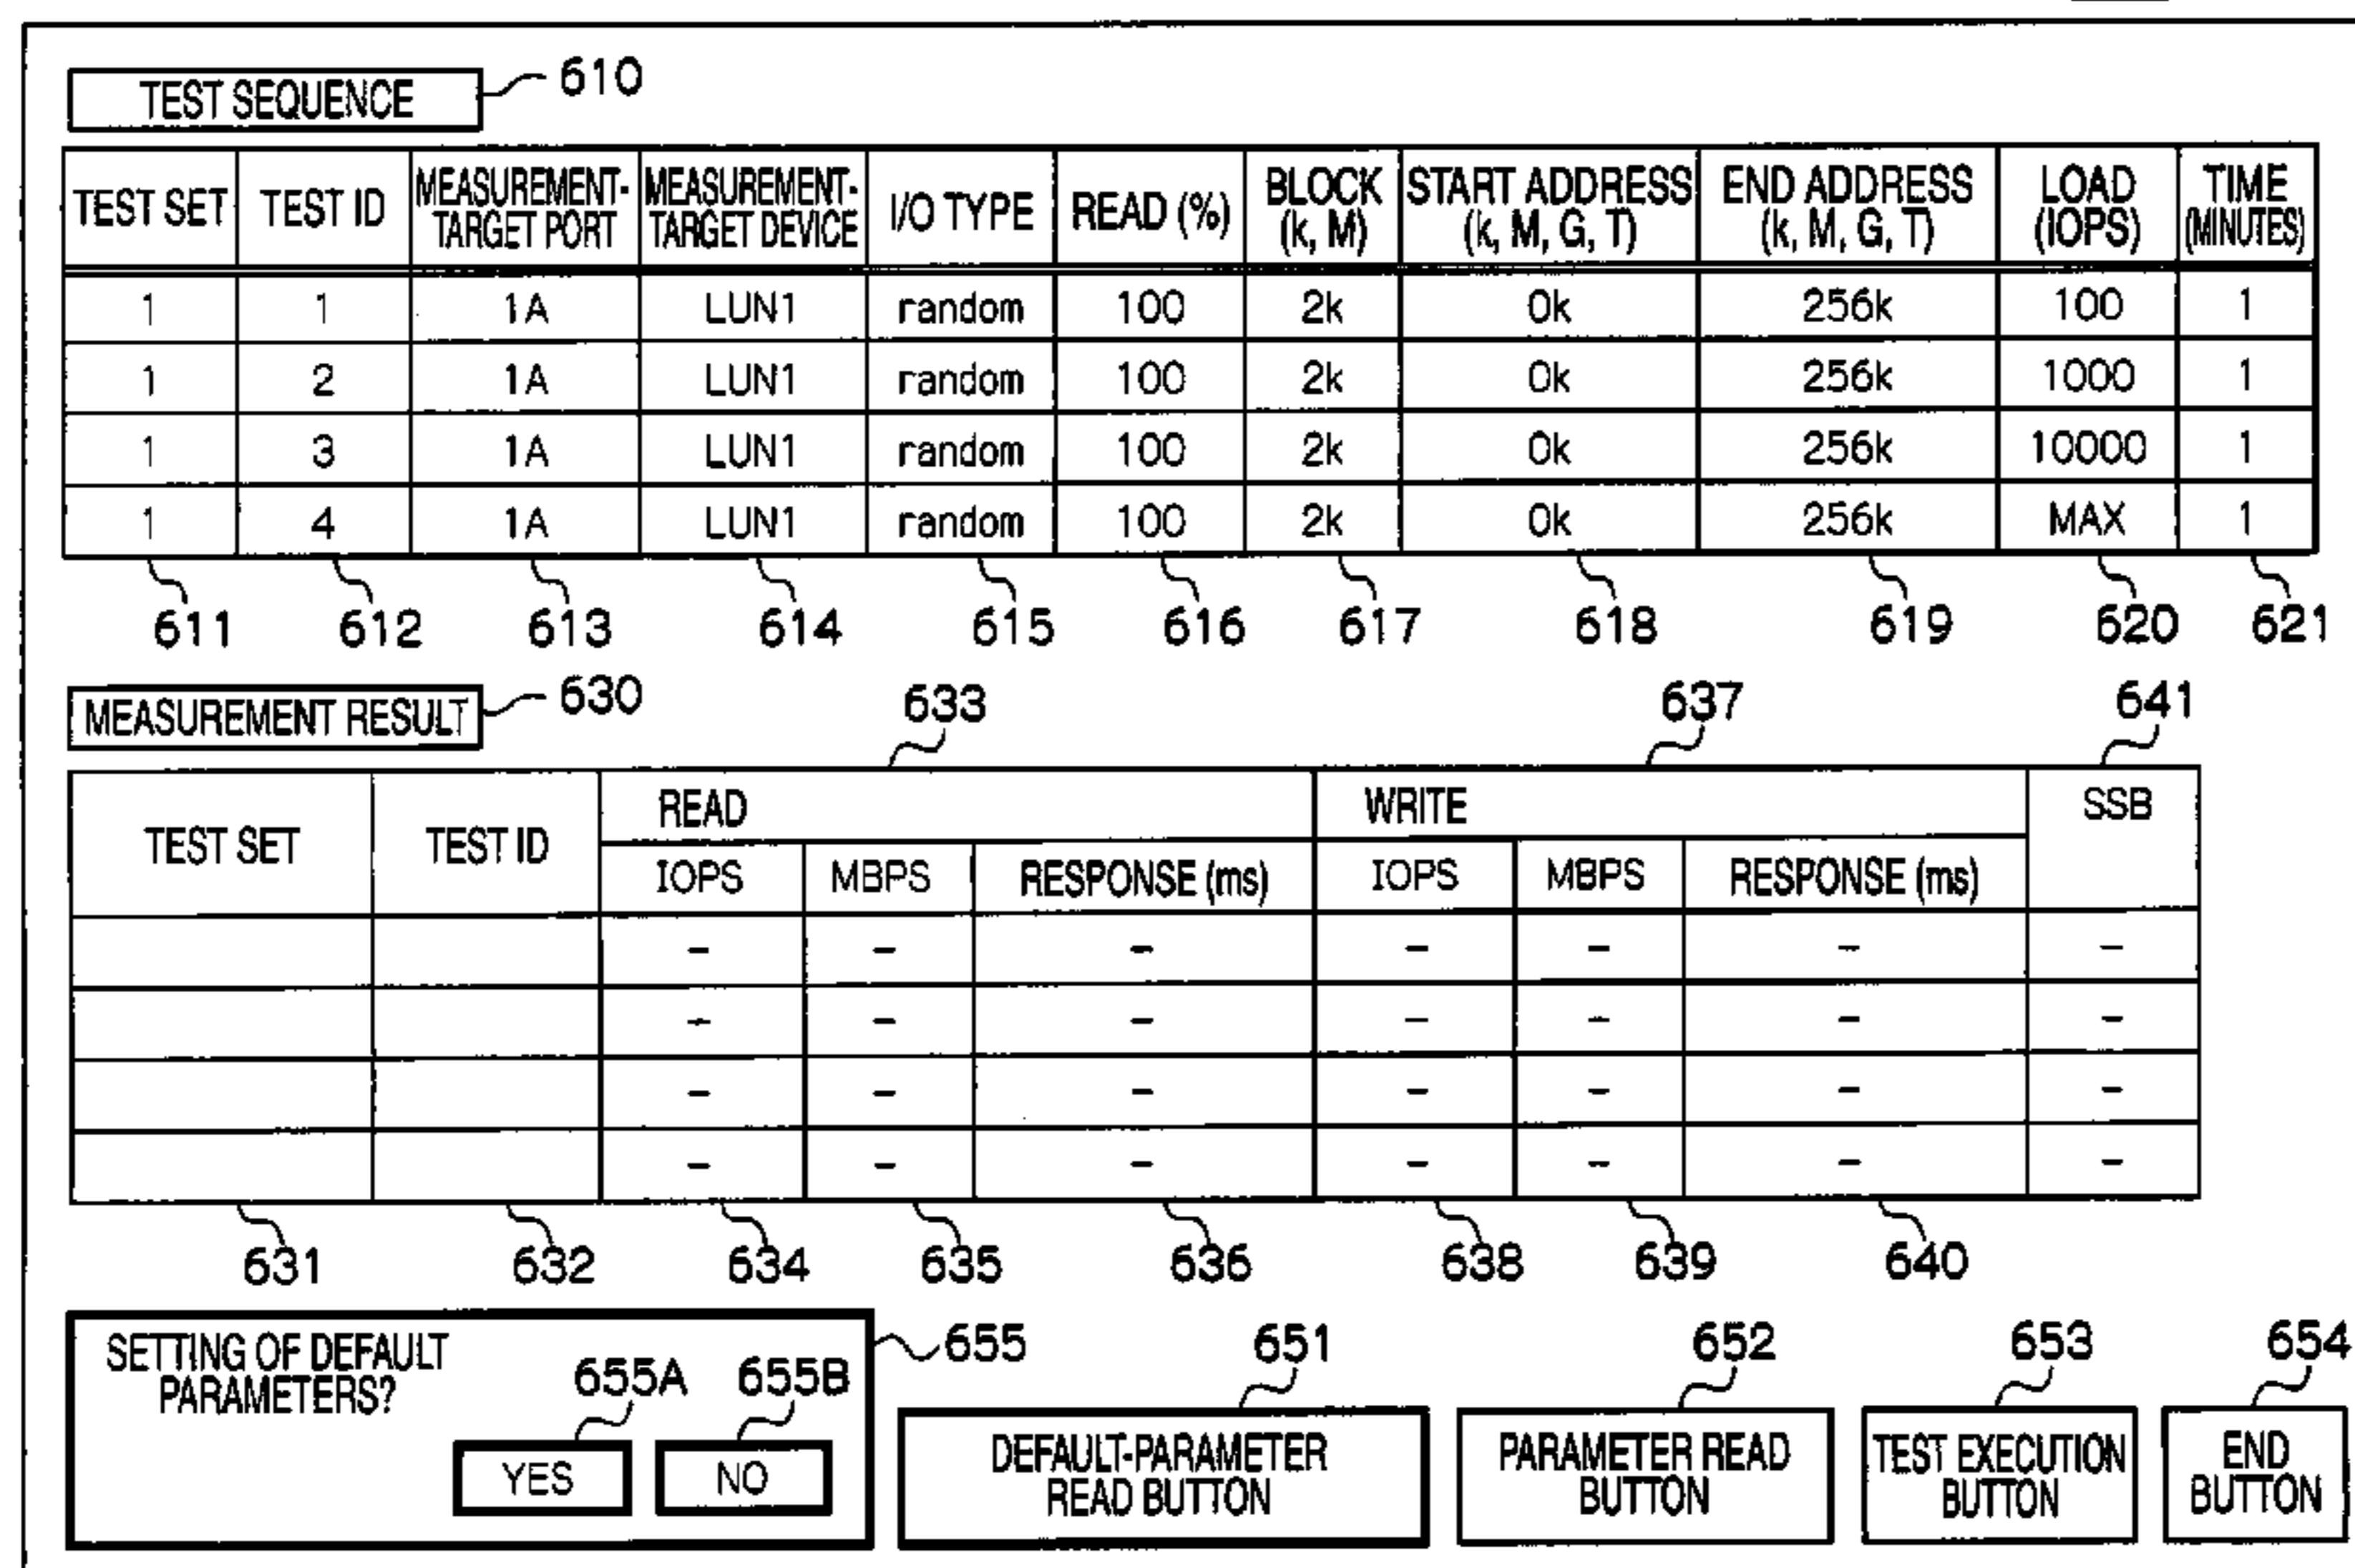 TEST SEQUENCE 610
TEST SET TEST ID MEASUREMENT-TARGET PORT MEASUREMENT-TARGET DEVICE I/O TYPE READ (%) BLOCK (k, M) START ADDRESS (k, M, G, T) END ADDRESS (k, M, G, T) LOAD (IOPS) TIME (MINUTES)
1 1 1A LUN1 random 100 2k 0k 256k 100 1
1 2 1A LUN1 random 100 2k 0k 256k 1000 1
1 3 1A LUN1 random 100 2k 0k 256k 10000 1
1 4 1A LUN1 random 100 2k 0k 256k MAX 1
611 612 613 614 615 616 617 618 619 620 621
MEASUREMENT RESULT 630 633 637 641
TEST SET TEST ID READ WRITE SSB
IOPS MBPS RESPONSE (ms) IOPS MBPS RESPONSE (ms)
- - - - - - -
- - - - - - -
- - - - - - -
- - - - - - -
631 632 634 635 636 638 639 640
SETTING OF DEFAULT
PARAMETERS?
655A 655B 655
YES NO
651 652 653 654
DEFAULT-PARAMETER
READ BUTTON
PARAMETER READ
BUTTON
TEST EXECUTION
BUTTON
END
BUTTON